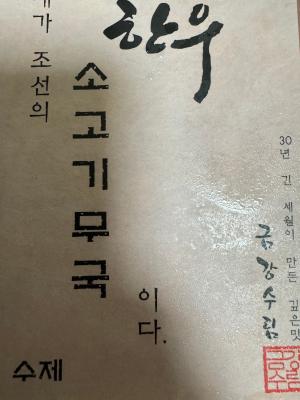 한우
내가 조선의
소고기무국
이다.
30년 긴 세월이 만든 깊은맛
금강수림
수제